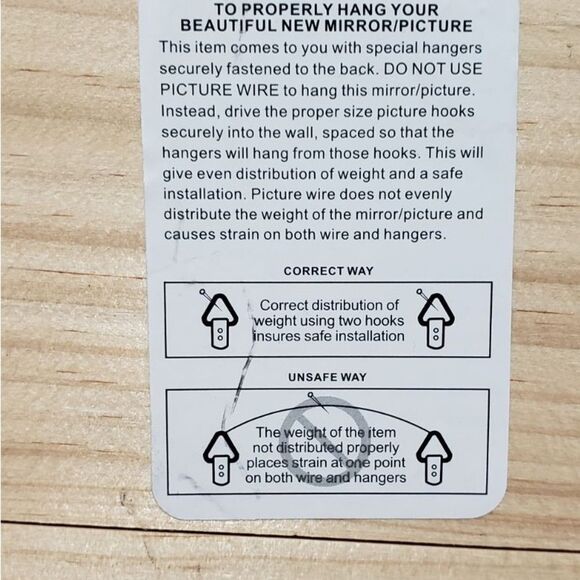 TO PROPERLY HANG YOUR
BEAUTIFUL NEW MIRROR/PICTURE
This item comes to you with special hangers
securely fastened to the back. DO NOT USE
PICTURE WIRE to hang this mirror/picture.
Instead, drive the proper size picture hooks
securely into the wall, spaced so that the
hangers will hang from those hooks. This will
give even distribution of weight and a safe
installation. Picture wire does not evenly
distribute the weight of the mirror/picture and
causes strain on both wire and hangers.
CORRECT WAY
Correct distribution of
weight using two hooks
insures safe installation
UNSAFE WAY
The weight of the item
not distributed properly
places strain at one point
on both wire and hangers